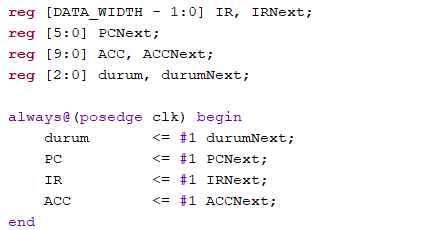 reg [DATA_WIDTH - 1:0] IR, IRNext;
reg [5:0] PCNext;
reg [9:0] ACC, ACCNext;
reg [2:0] durum, durumNext;
always@(posedge clk) begin
durum <= #1 durumNext;
PC <= #1 PCNext;
IR <= #1 IRNext;
ACC <= #1 ACCNext;
end